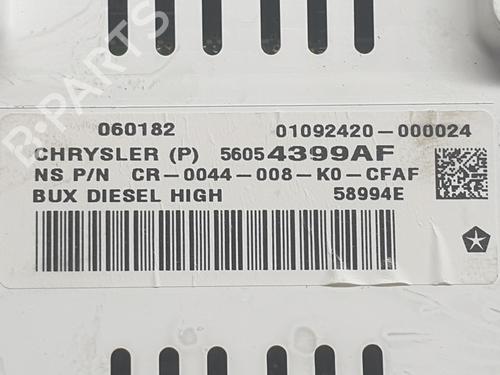 060182 01092420-000024
CHRYSLER (P) 56054399AF
NS P/N CR-0044-008-K0-CFAF
BUX DIESEL HIGH 58994E
B-PARTS